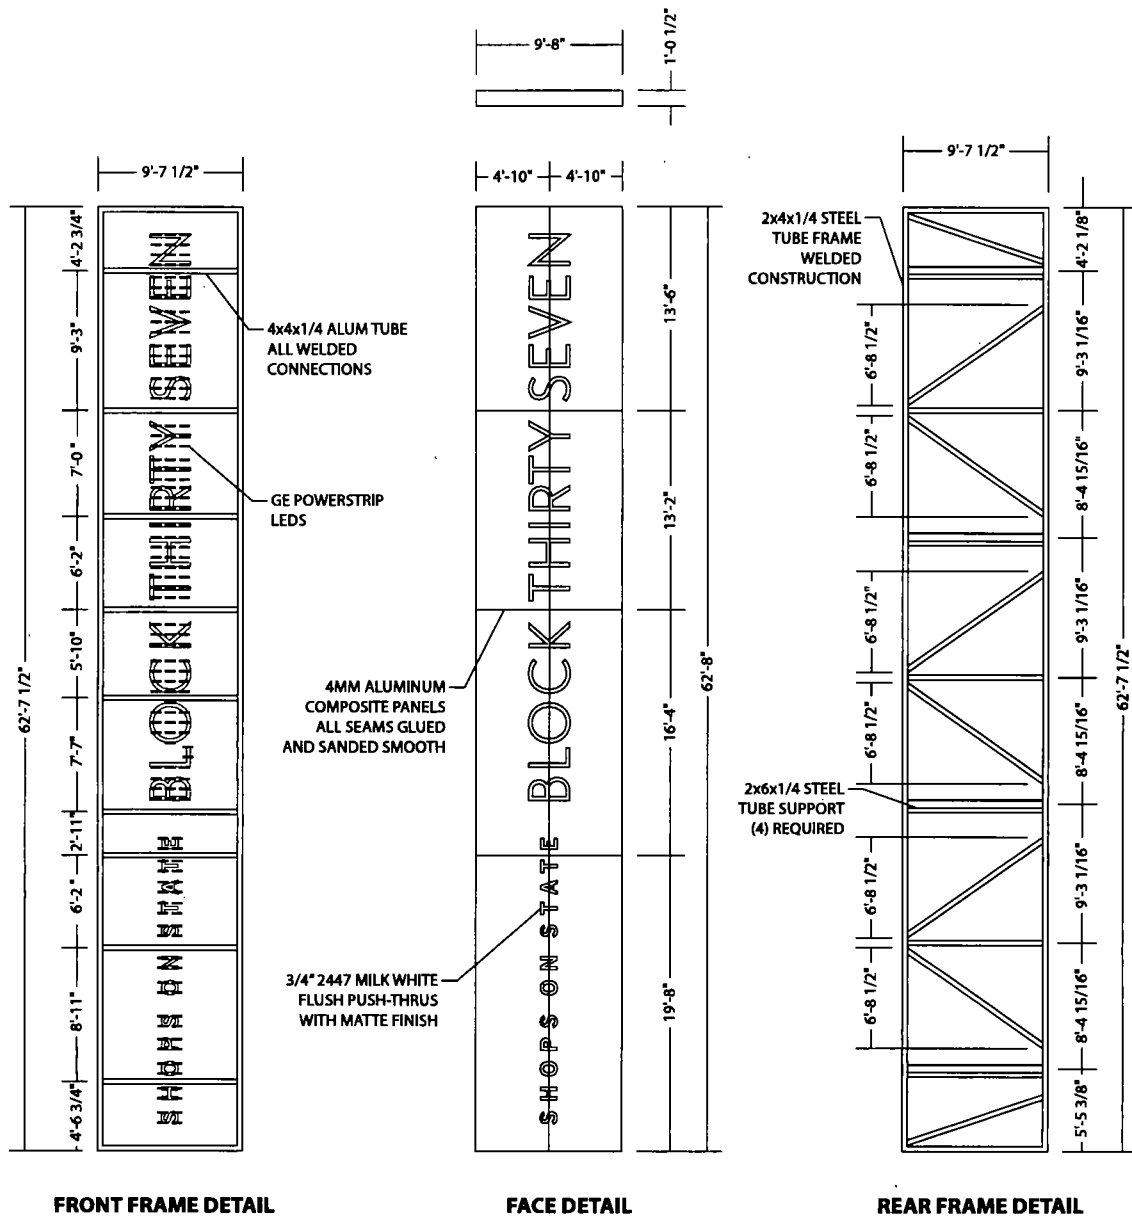 9'-8"
1'-0 1/2"
9'-7 1/2"
4'-10"
4'-10"
9'-7 1/2"
62'-7 1/2"
4'-2 3/4"
9'-3"
7'-0"
6'-2"
5'-10"
7'-7"
2'-11"
6'-2"
8'-11"
4'-6 3/4"
SHOPS ON STATE BLOCK THIRTY SEVEN
4x4x1/4 ALUM TUBE
ALL WELDED
CONNECTIONS
GE POWERSTRIP
LEDS
SHOPS ON STATE BLOCK THIRTY SEVEN
4MM ALUMINUM
COMPOSITE PANELS
ALL SEAMS GLUED
AND SANDED SMOOTH
3/4" 2447 MILK WHITE
FLUSH PUSH-THRUS
WITH MATTE FINISH
13'-6"
13'-2"
16'-4"
19'-8"
62'-8"
2x4x1/4 STEEL
TUBE FRAME
WELDED
CONSTRUCTION
2x6x1/4 STEEL
TUBE SUPPORT
(4) REQUIRED
6'-8 1/2"
6'-8 1/2"
6'-8 1/2"
6'-8 1/2"
6'-8 1/2"
6'-8 1/2"
4'-2 1/8"
9'-3 1/16"
8'-4 15/16"
9'-3 1/16"
8'-4 15/16"
9'-3 1/16"
8'-4 15/16"
5'-5 3/8"
62'-7 1/2"
FRONT FRAME DETAIL
FACE DETAIL
REAR FRAME DETAIL